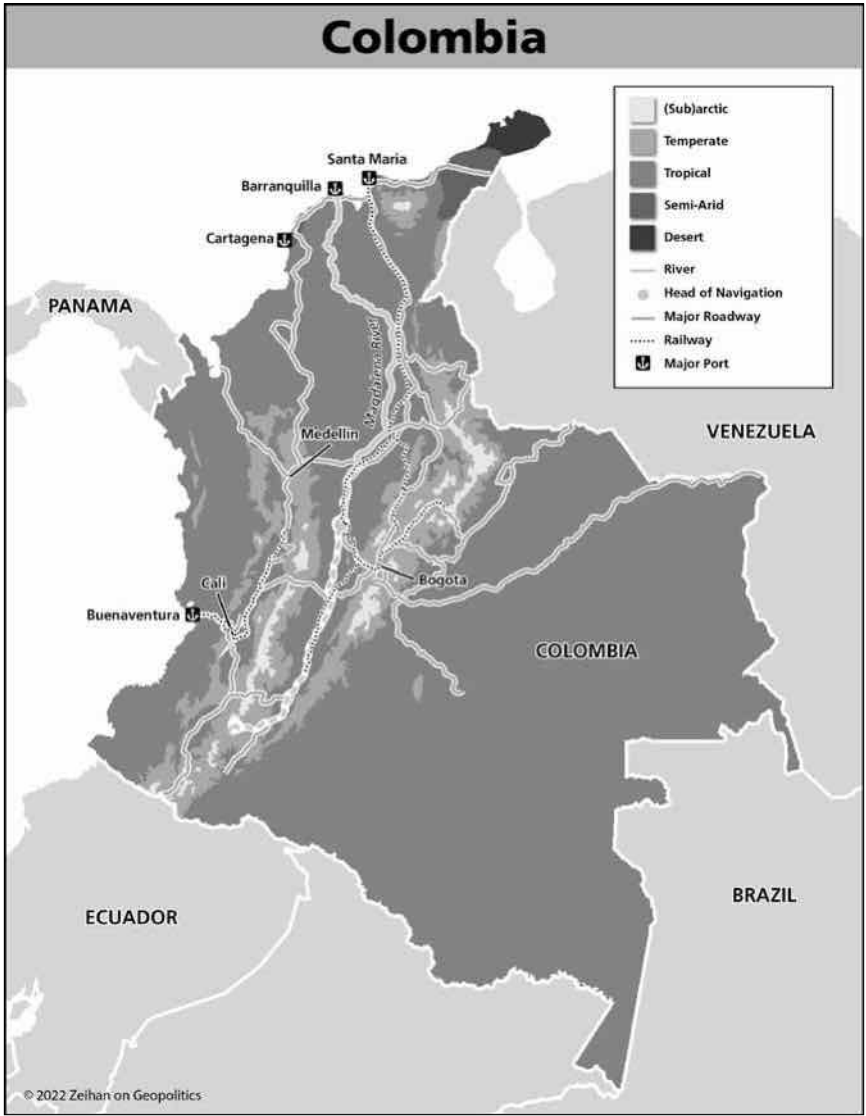 Colombia
(Sub)arctic
Temperate
Tropical
Semi-Arid
Desert
River
Head of Navigation
Major Roadway
Railway
Major Port
Santa Maria
Barranquilla
Cartagena
PANAMA
Magdalena River
VENEZUELA
Medellin
Bogota
Cali
Buenaventura
COLOMBIA
BRAZIL
ECUADOR
© 2022 Zeihan on Geopolitics